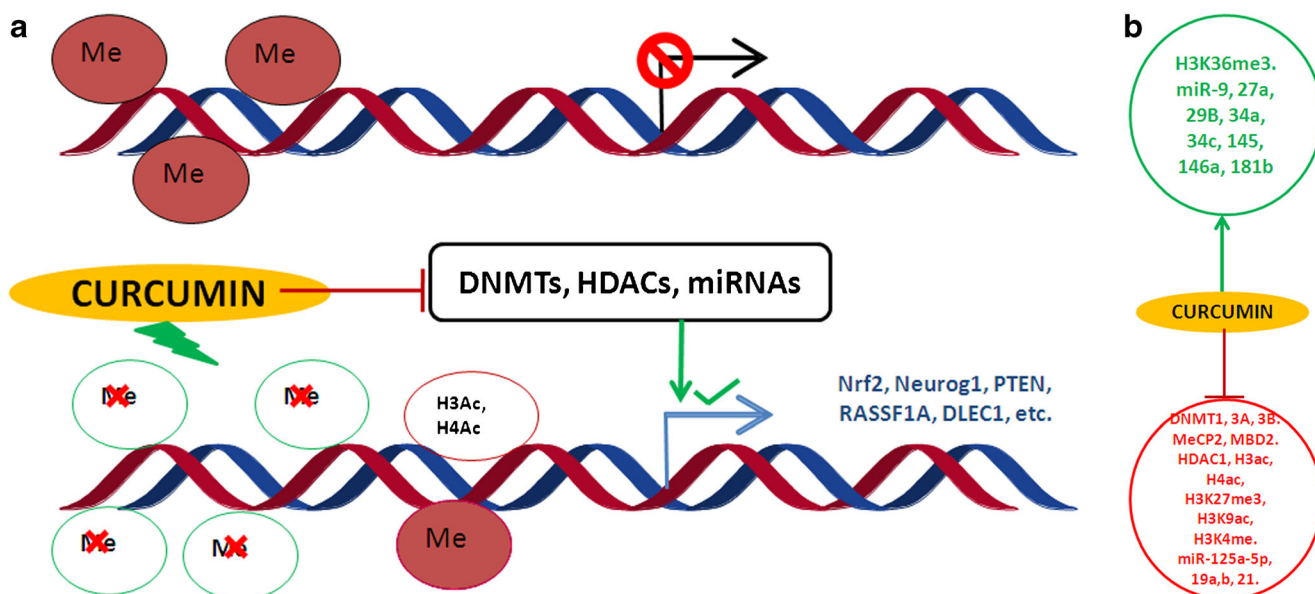 a
Me
Me
Me
CURCUMIN
DNMTs, HDACs, miRNAs
Me
Me
H3Ac,
H4Ac
Nrf2, Neurog1, PTEN,
RASSF1A, DLEC1, etc.
Me
Me
Me
b
H3K36me3.
miR-9, 27a,
29B, 34a,
34c, 145,
146a, 181b
CURCUMIN
DNMT1, 3A, 3B.
MeCP2, MBD2.
HDAC1, H3ac,
H4ac,
H3K27me3,
H3K9ac,
H3K4me.
miR-125a-5p,
19a,b, 21.